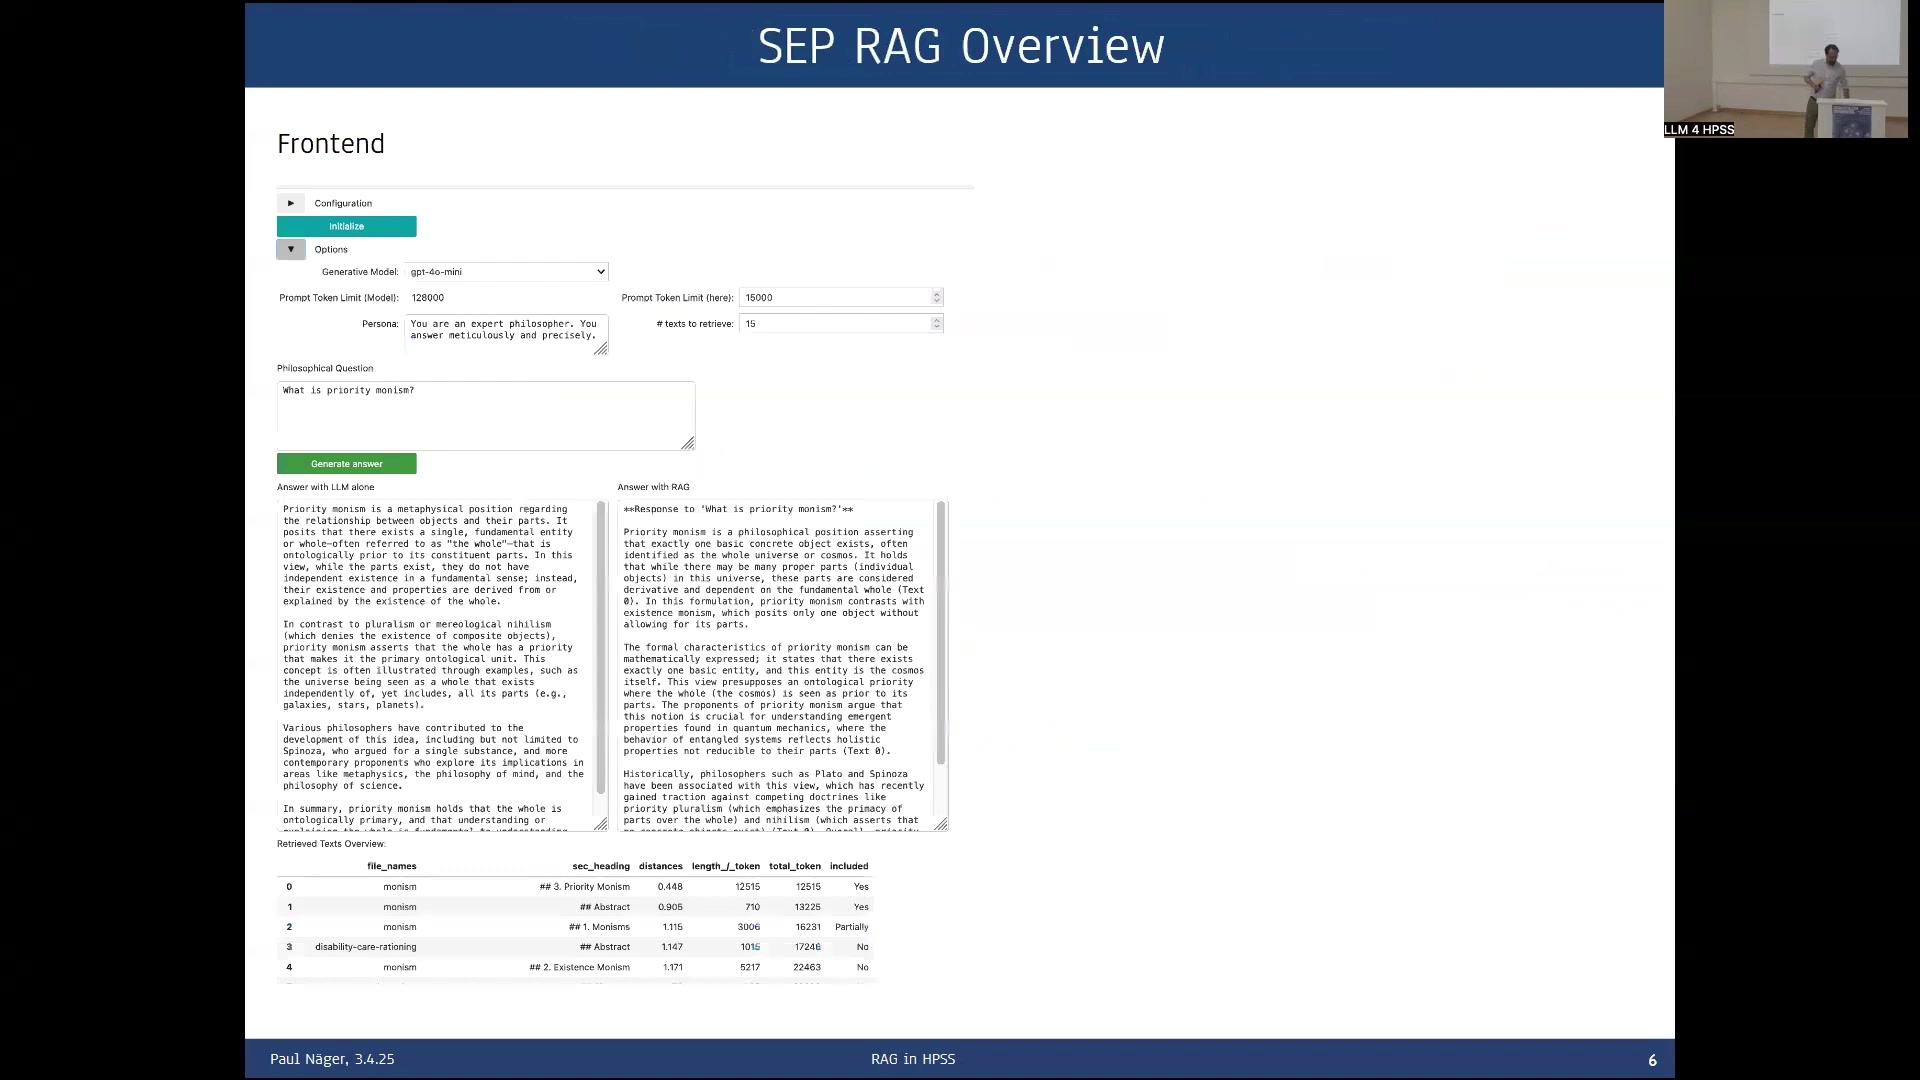 SEP RAG Overview
LLM 4 HPSS
Frontend
Configuration
Initialize
Options
Generative Model: gpt-4o-mini
Prompt Token Limit (Model): 128000 Prompt Token Limit (here): 15000
Persona: You are an expert philosopher. You
answer meticulously and precisely.
# texts to retrieve: 15
Philosophical Question
What is priority monism?
Generate answer
Answer with LLM alone
Priority monism is a metaphysical position regarding
the relationship between objects and their parts. It
posits that there exists a single, fundamental entity
or whole—often referred to as "the whole"—that is
ontologically prior to its constituent parts. In this
view, while the parts exist, they do not have
independent existence in a fundamental sense; instead,
their existence and properties are derived from or
explained by the existence of the whole.
In contrast to pluralism or mereological nihilism
(which denies the existence of composite objects),
priority monism asserts that the whole has a priority
that makes it the primary ontological unit. This
concept is often illustrated through examples, such as
the universe being seen as a whole that exists
independently of, yet includes, all its parts (e.g.,
galaxies, stars, planets).
Various philosophers have contributed to the
development of this idea, including but not limited to
Spinoza, who argued for a single substance, and more
contemporary proponents who explore its implications in
areas like metaphysics, the philosophy of mind, and the
philosophy of science.
In summary, priority monism holds that the whole is
ontologically primary, and that understanding or
Answer with RAG
**Response to 'What is priority monism?'**
Priority monism is a philosophical position asserting
that exactly one basic concrete object exists, often
identified as the whole universe or cosmos. It holds
that while there may be many proper parts (individual
objects) in this universe, these parts are considered
derivative and dependent on the fundamental whole (Text
0). In this formulation, priority monism contrasts with
existence monism, which posits only one object without
allowing for its parts.
The formal characteristics of priority monism can be
mathematically expressed; it states that there exists
exactly one basic entity, and this entity is the cosmos
itself. This view presupposes an ontological priority
where the whole (the cosmos) is seen as prior to its
parts. The proponents of priority monism argue that
this notion is crucial for understanding emergent
properties found in quantum mechanics, where the
behavior of entangled systems reflects holistic
properties not reducible to their parts (Text 0).
Historically, philosophers such as Plato and Spinoza
have been associated with this view, which has recently
gained traction against competing doctrines like
priority pluralism (which emphasizes the primacy of
parts over the whole) and nihilism (which asserts that
Retrieved Texts Overview:
file_names sec_heading distances length_/_token total_token included
0 monism ## 3. Priority Monism 0.448 12515 12515 Yes
1 monism ## Abstract 0.905 710 13225 Yes
2 monism ## 1. Monisms 1.115 3006 16231 Partially
3 disability-care-rationing ## Abstract 1.147 1015 17246 No
4 monism ## 2. Existence Monism 1.171 5217 22463 No
Paul Näger, 3.4.25 RAG in HPSS 6